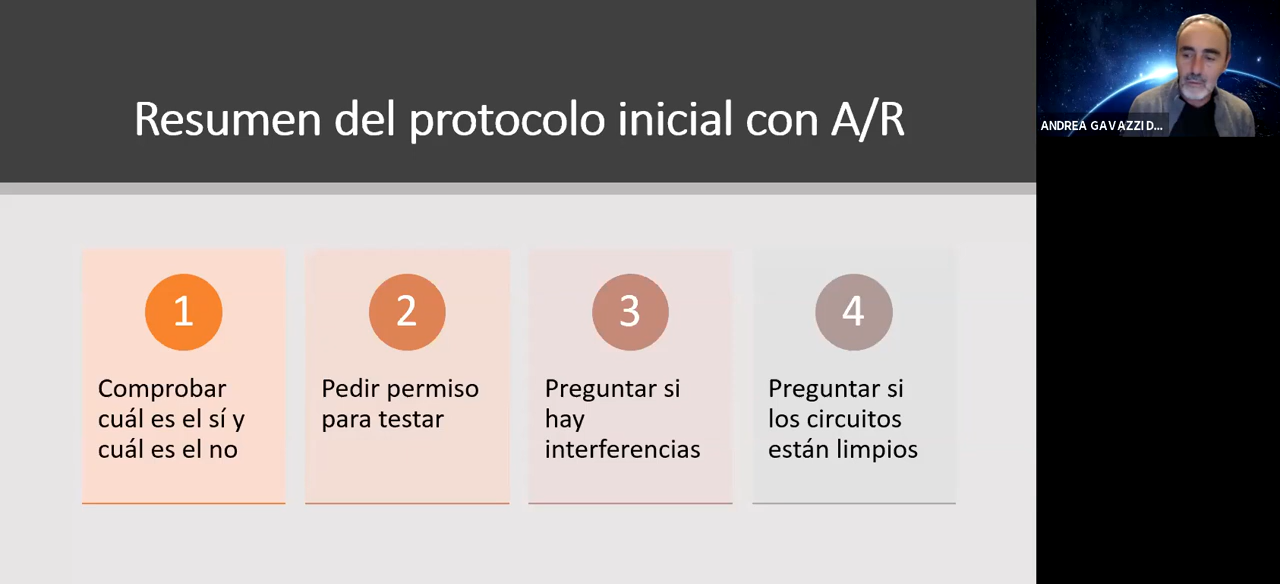 Resumen del protocolo inicial con A/R
ANDREA GAVAZZI D...
1
Comprobar
cuál es el sí y
cuál es el no
2
Pedir permiso
para testar
3
Preguntar si
hay
interferencias
4
Preguntar si
los circuitos
están limpios